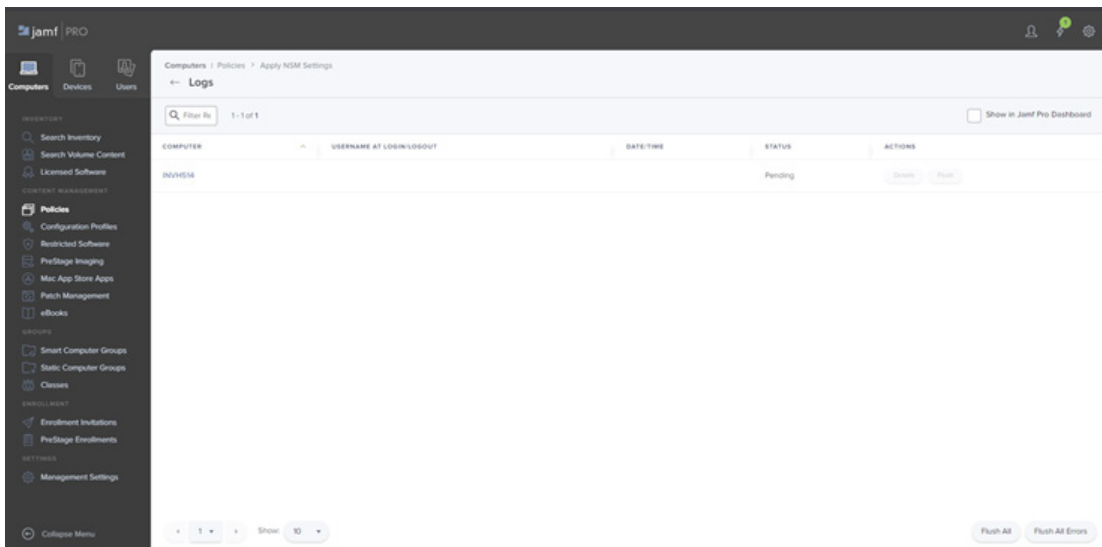 jamf PRO
Computers
Devices
Users
Computers : Policies > Apply NSM Settings
← Logs
Filter Re
1 - 1 of 1
Show in Jamf Pro Dashboard
COMPUTER
USERNAME AT LOGIN/LOGOUT
DATE/TIME
STATUS
ACTIONS
INVHS14
Pending
Details
Flush
INVENTORY
Search Inventory
Search Volume Content
Licensed Software
CONTENT MANAGEMENT
Policies
Configuration Profiles
Restricted Software
PreStage Imaging
Mac App Store Apps
Patch Management
eBooks
GROUPS
Smart Computer Groups
Static Computer Groups
Classes
ENROLLMENT
Enrollment Invitations
PreStage Enrollments
SETTINGS
Management Settings
Collapse Menu
1
Show: 10
Flush All
Flush All Errors